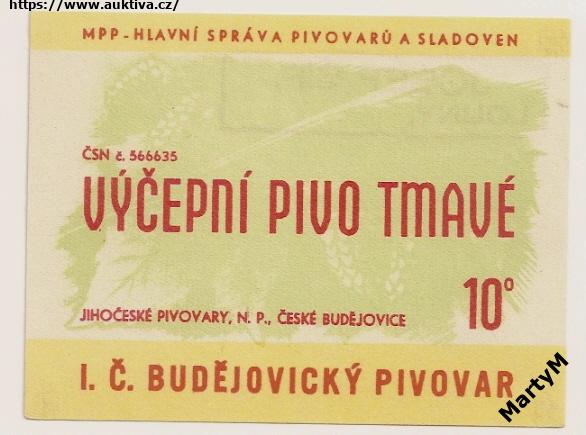 https://www.auktiva.cz/
MPP - HLAVNÍ SPRÁVA PIVOVARŮ A SLADOVEN
ČSN č. 566635
VÝČEPNÍ PIVO TMAVÉ
10°
JIHOČESKÉ PIVOVARY, N. P., ČESKÉ BUDĚJOVICE
I. Č. BUDĚJOVICKÝ PIVOVAR
MartyM